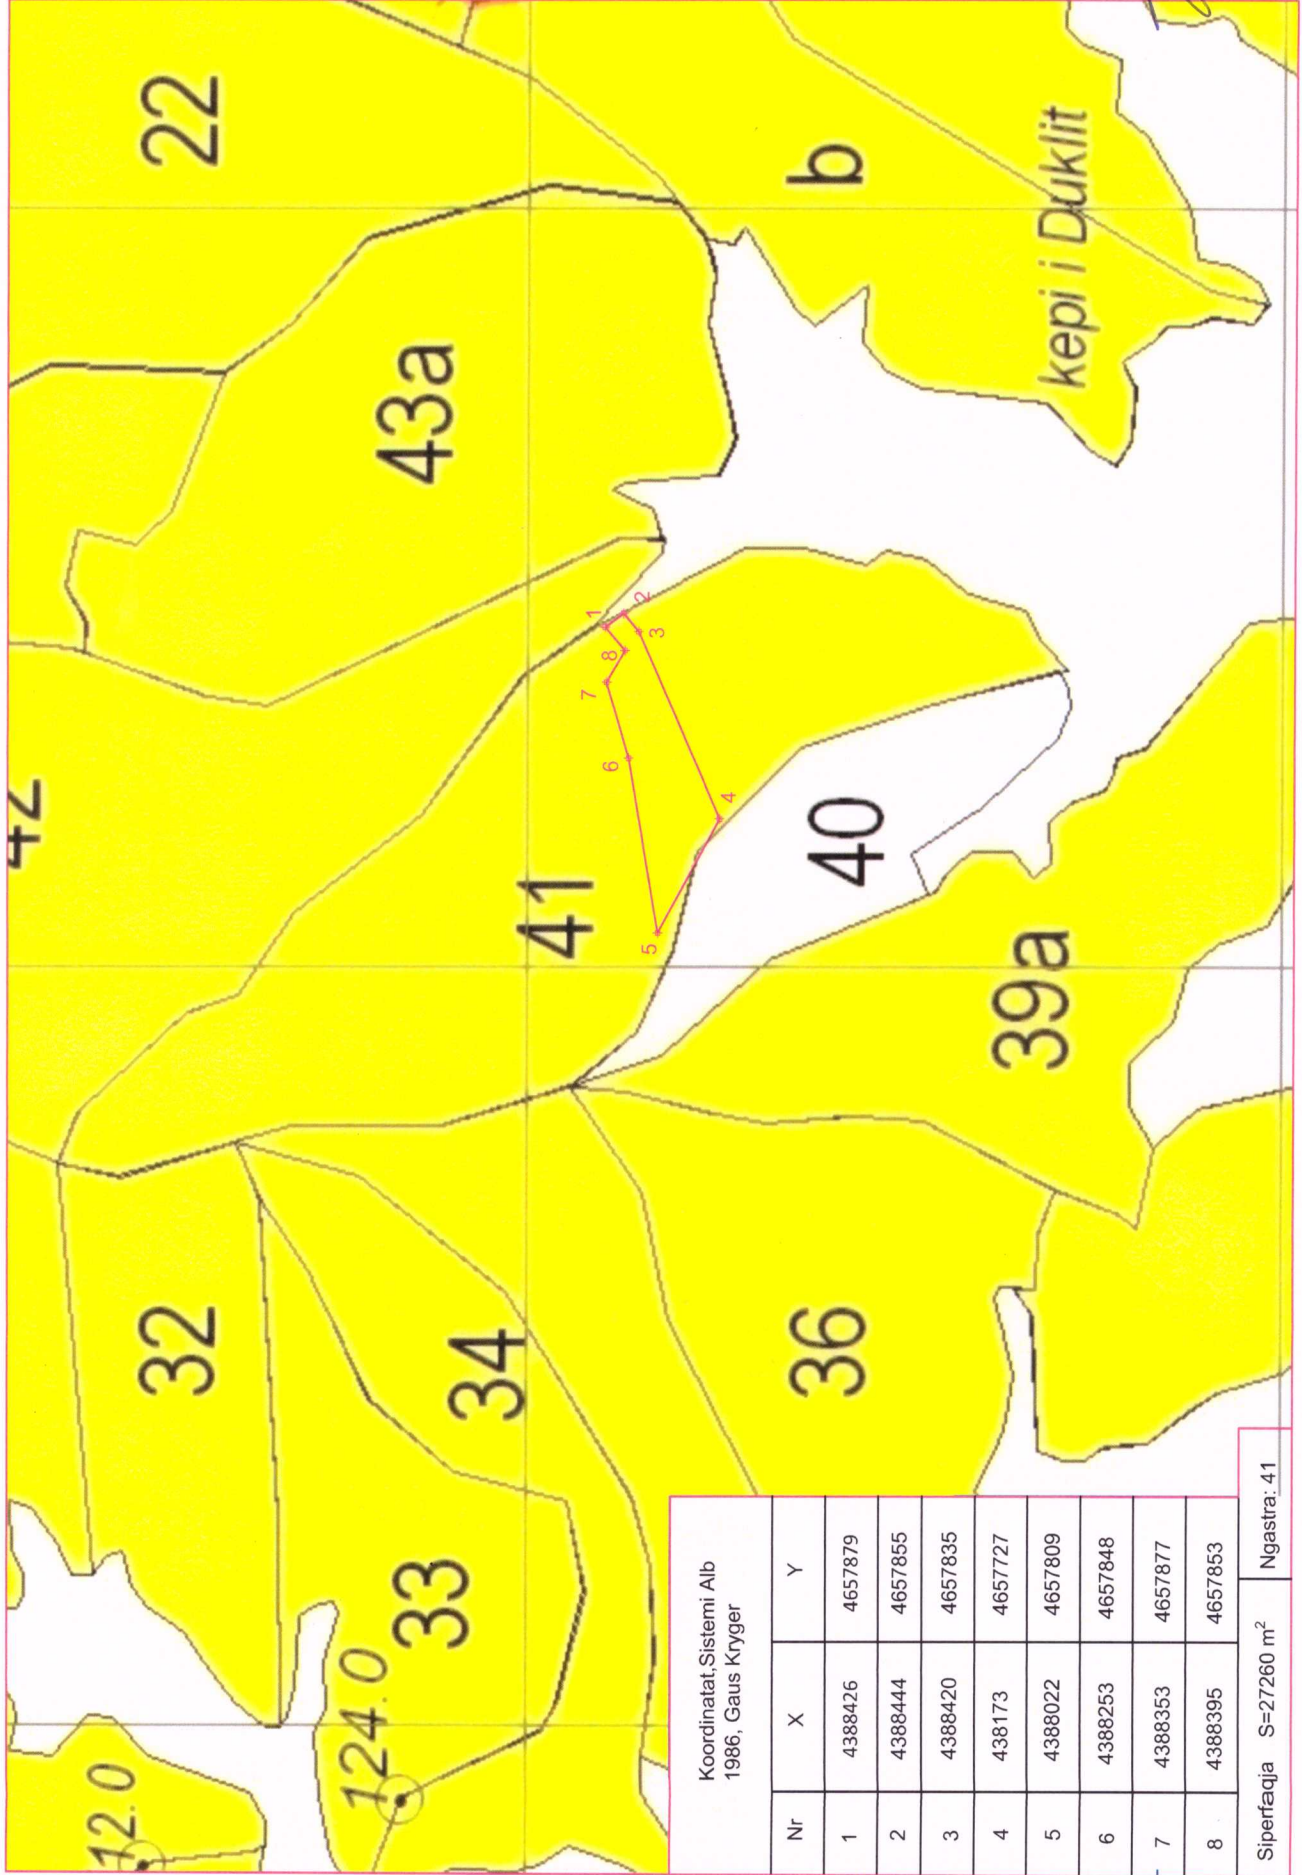 22
43a
b
kepi i Duklit
42
41
40
39a
32
34
36
33
124.0
12.0
1
2
3
4
5
6
7
8
Koordinatat,Sistemi Alb
1986, Gaus Kryger
Nr X Y
1 4388426 4657879
2 4388444 4657855
3 4388420 4657835
4 438173 4657727
5 4388022 4657809
6 4388253 4657848
7 4388353 4657877
8 4388395 4657853
Siperfaqja S=27260 m² Ngastra: 41